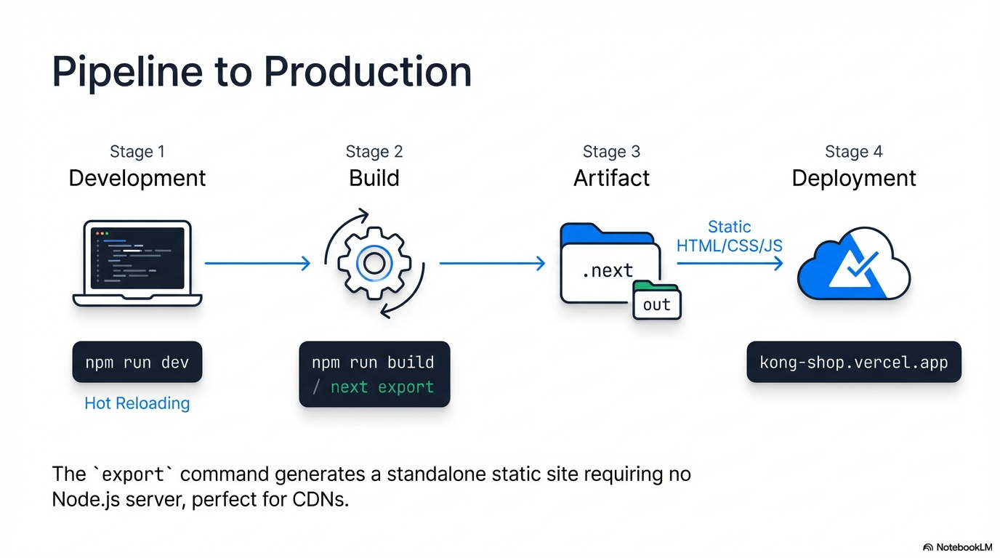 Pipeline to Production
Stage 1
Development
Stage 2
Build
Stage 3
Artifact
Stage 4
Deployment
Static
HTML/CSS/JS
.next
out
npm run dev
Hot Reloading
npm run build
/ next export
kong-shop.vercel.app
The `export` command generates a standalone static site requiring no
Node.js server, perfect for CDNs.
NotebookLM